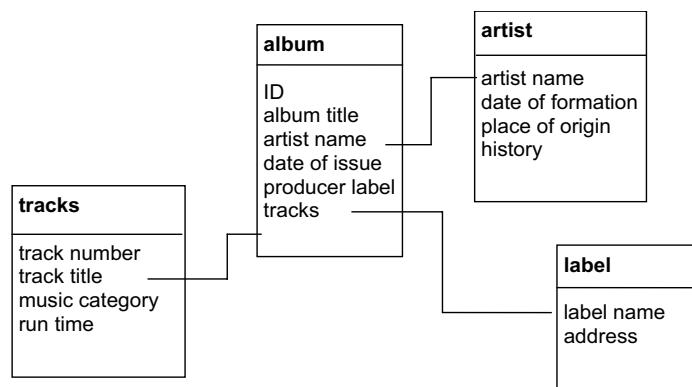 album
ID
album title
artist name
date of issue
producer label
tracks
artist
artist name
date of formation
place of origin
history
tracks
track number
track title
music category
run time
label
label name
address